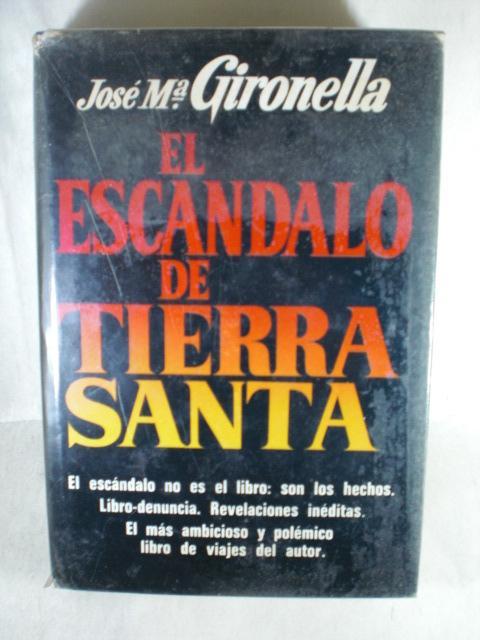 José Mª Gironella
EL
ESCANDALO
DE
TIERRA
SANTA
El escándalo no es el libro: son los hechos.
Libro-denuncia. Revelaciones inéditas.
El más ambicioso y polémico
libro de viajes del autor.